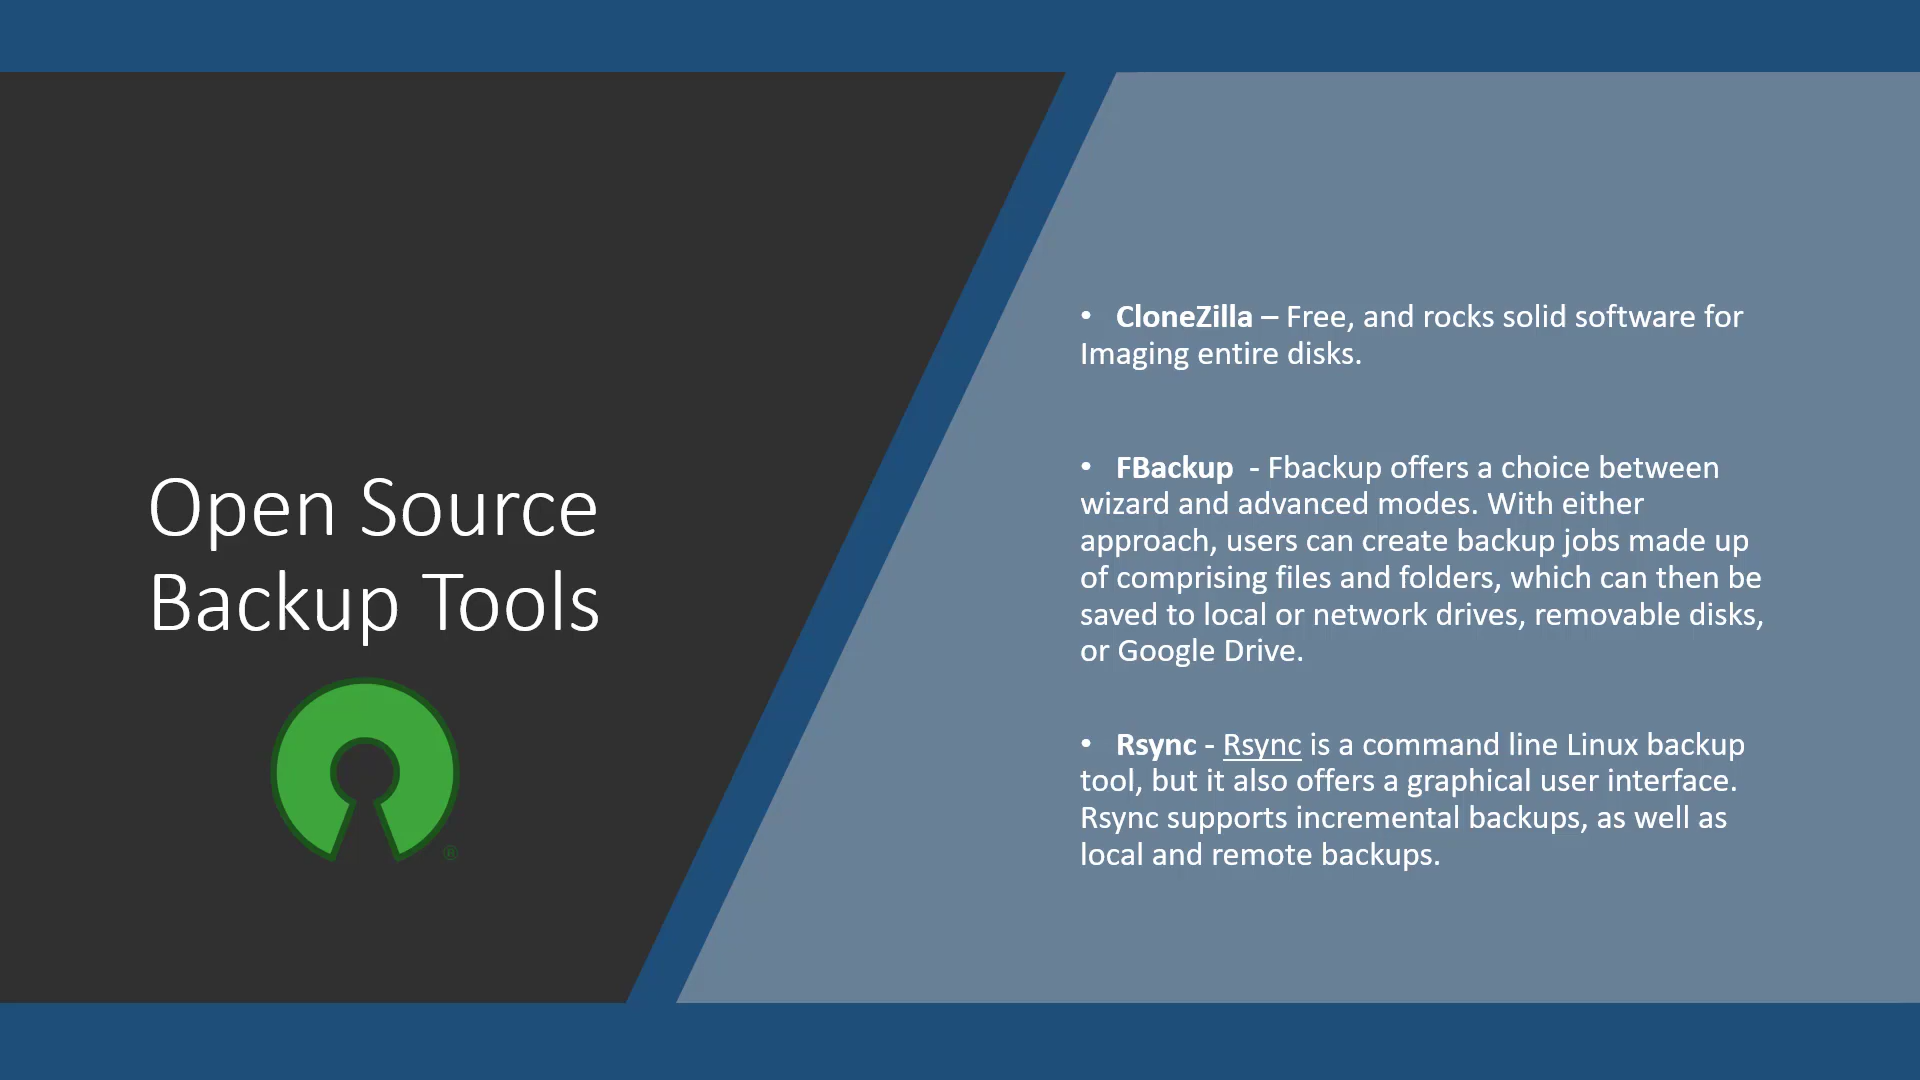 Open Source
Backup Tools
®
• CloneZilla – Free, and rocks solid software for
Imaging entire disks.
• FBackup  - Fbackup offers a choice between
wizard and advanced modes. With either
approach, users can create backup jobs made up
of comprising files and folders, which can then be
saved to local or network drives, removable disks,
or Google Drive.
• Rsync - Rsync is a command line Linux backup
tool, but it also offers a graphical user interface.
Rsync supports incremental backups, as well as
local and remote backups.